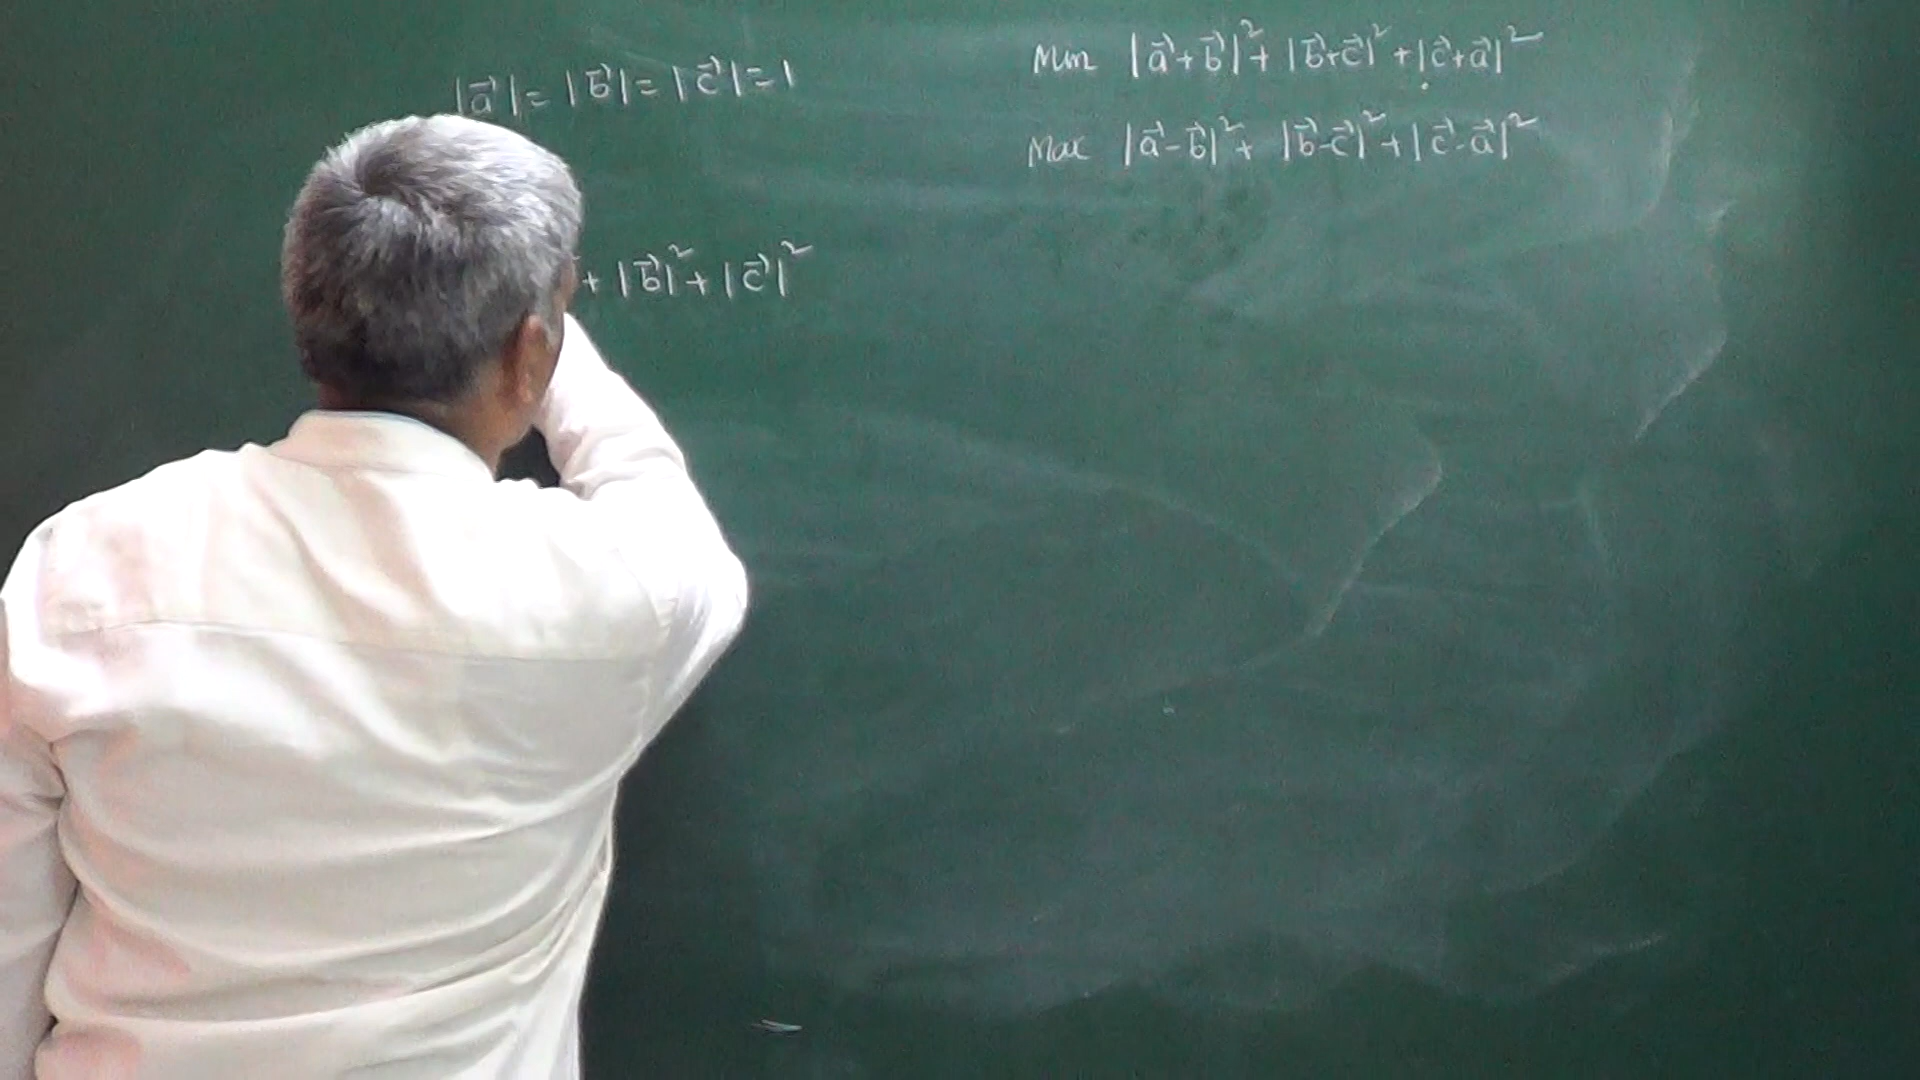 |a⃗| = |b⃗| = |c⃗| = 1
Min |a⃗+b⃗|²+ |b⃗+c⃗|² + |c⃗+a⃗|²
Max |a⃗-b⃗|²+ |b⃗-c⃗|² + |c⃗-a⃗|²
+ |b⃗|² + |c⃗|²